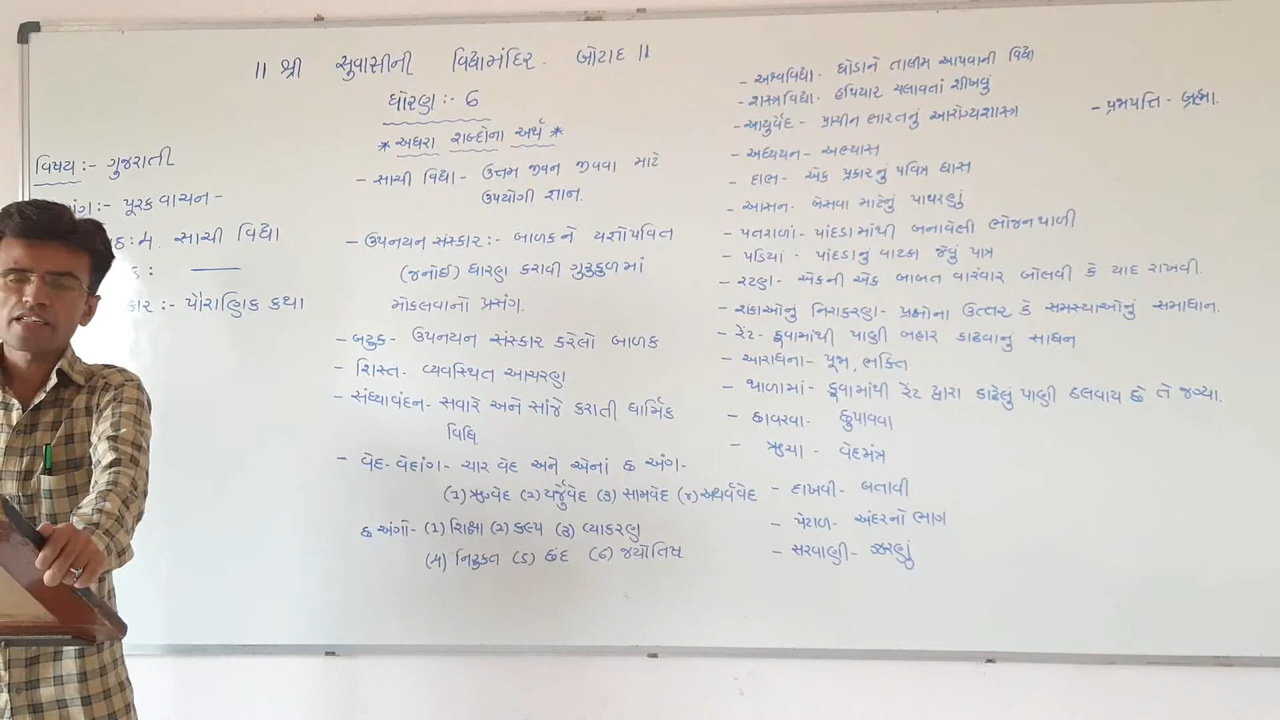 ॥ શ્રી સુવાસીની વિદ્યામંદિર. બોટાદ ॥
ધોરણ :- 6
* અઘરા શબ્દોના અર્થ *
વિષય :- ગુજરાતી
પૂરક વાચન -
4. સાચી વિદ્યા
કાર :- પૌરાણિક કથા
- સાચી વિદ્યા - ઉત્તમ જીવન જીવવા માટે
ઉપયોગી જ્ઞાન.
- ઉપનયન સંસ્કાર :- બાળકને યજ્ઞોપવિત
(જનોઈ) ધારણ કરાવી ગુરુકુળમાં
મોકલવાનો પ્રસંગ.
- બટુક - ઉપનયન સંસ્કાર કરેલો બાળક
- શિસ્ત - વ્યવસ્થિત આચરણ
- સંધ્યાવંદન - સવારે અને સાંજે કરાતી ધાર્મિક
વિધિ
- વેદ - વેદાંગ - ચાર વેદ અને એનાં છ અંગ -
(1) ઋગ્વેદ (2) યર્જુવેદ (3) સામવેદ (૪) અથર્વવેદ
છ અંગો - (1) શિક્ષા (2) કલ્પ (3) વ્યાકરણ
(4) નિરુક્ત (5) છંદ (6) જયોતિષ
- અશ્વવિદ્યા - ઘોડાને તાલીમ આપવાની વિદ્યા
- શસ્ત્રવિદ્યા - હથિયાર ચલાવતાં શીખવું
- આયુર્વેદ - પ્રાચીન ભારતનું આરોગ્યશાસ્ત્ર
- અધ્યયન - અભ્યાસ
- દાભ - એક પ્રકારનું પવિત્ર ઘાસ
- આસન - બેસવા માટેનું પાથરણું
- પતરાળાં - પાંદડામાંથી બનાવેલી ભોજનથાળી
- પડિયાં - પાંદડાનું વાટકા જેવું પાત્ર
- રટણ - એકની એક બાબત વારંવાર બોલવી કે યાદ રાખવી.
- શંકાઓનું નિરાકરણ - પ્રશ્નોના ઉત્તર કે સમસ્યાઓનું સમાધાન.
- રેંટ - કૂવામાંથી પાણી બહાર કાઢવાનું સાધન
- આરાધના - પૂજા, ભક્તિ
- થાળામાં - કૂવામાંથી રેંટ દ્વારા કાઢેલું પાણી ઠલવાય છે તે જગ્યા.
- છાવરવા - છુપાવવા
- ઋચા - વેદમંત્ર
- દાખવી - બતાવી
- પેટાળ - અંદરનો ભાગ
- સરવાણી - ઝરણું
- પ્રજાપતિ - બ્રહ્મા.